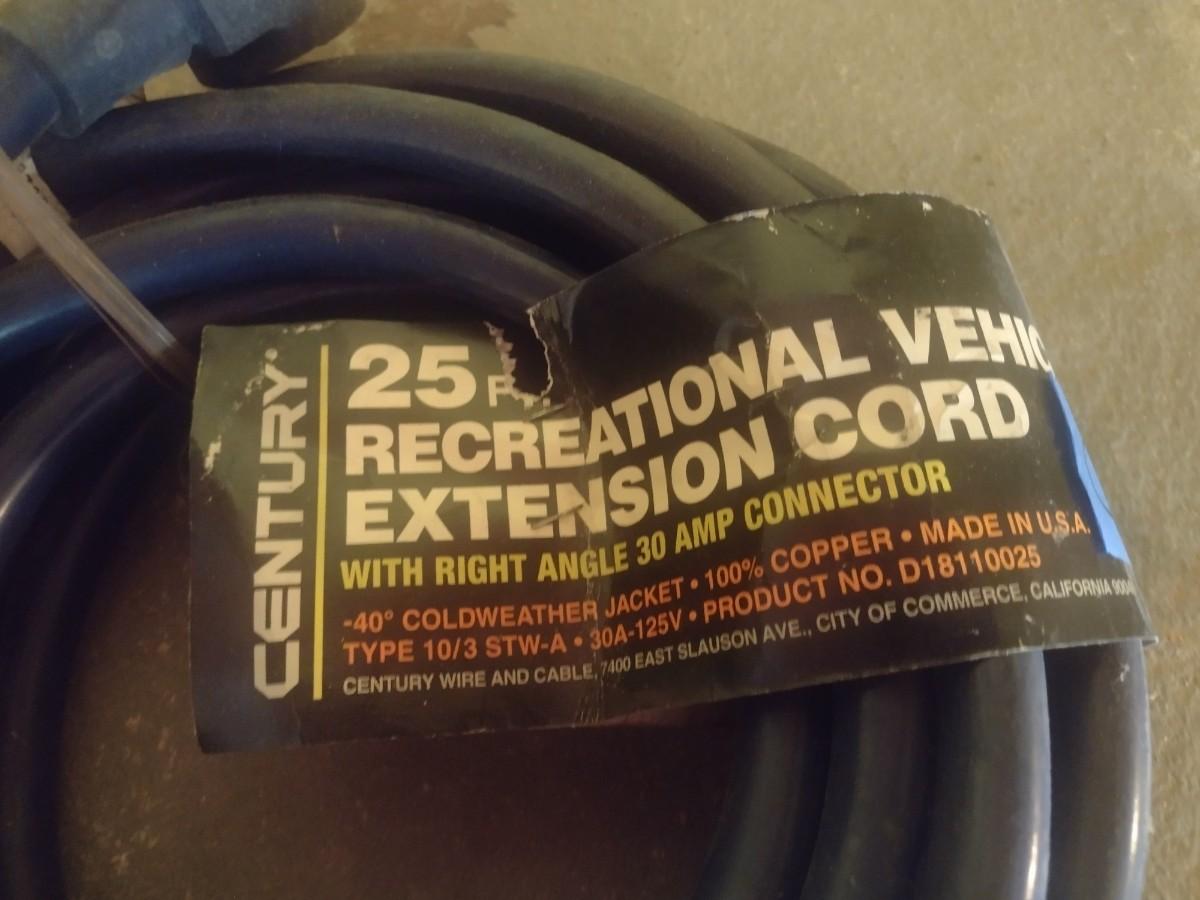 CENTURY
25 FT.
RECREATIONAL VEHIC
EXTENSION CORD
WITH RIGHT ANGLE 30 AMP CONNECTOR
-40° COLDWEATHER JACKET • 100% COPPER • MADE IN U.S.A.
TYPE 10/3 STW-A • 30A-125V • PRODUCT NO. D18110025
CENTURY WIRE AND CABLE, 7400 EAST SLAUSON AVE., CITY OF COMMERCE, CALIFORNIA